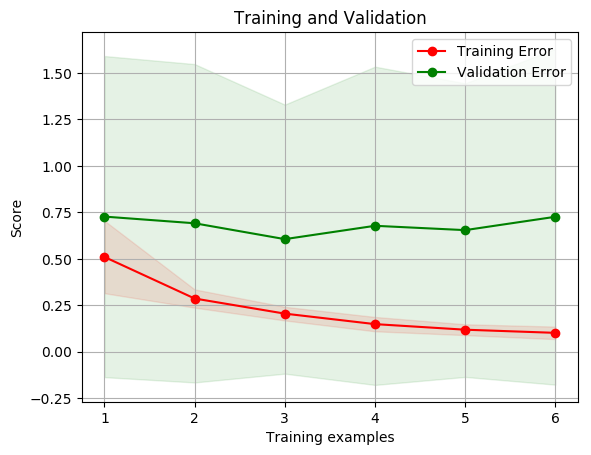 Training and Validation
Training Error
Validation Error
1.50
1.25
1.00
0.75
0.50
0.25
0.00
−0.25
Score
1 2 3 4 5 6
Training examples